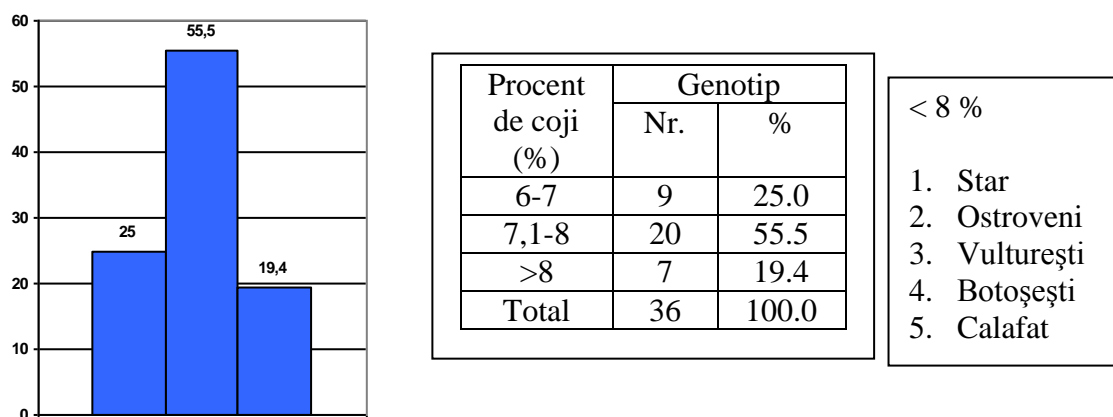 60
50
40
30
20
10
0
25
55,5
19,4
Procent de coji (%) Genotip
Nr. %
6-7 9 25.0
7,1-8 20 55.5
>8 7 19.4
Total 36 100.0
< 8 %
1. Star
2. Ostroveni
3. Vultureşti
4. Botoşeşti
5. Calafat